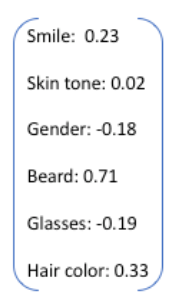 Smile: 0.23
Skin tone: 0.02
Gender: -0.18
Beard: 0.71
Glasses: -0.19
Hair color: 0.33